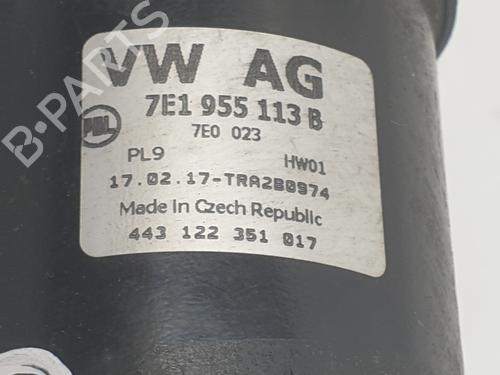 VW AG
7E1 955 113 B
PBL
7E0 023
PL9 HW01
17.02.17-TRA2B0974
Made in Czech Republic
443 122 351 017
B-PARTS